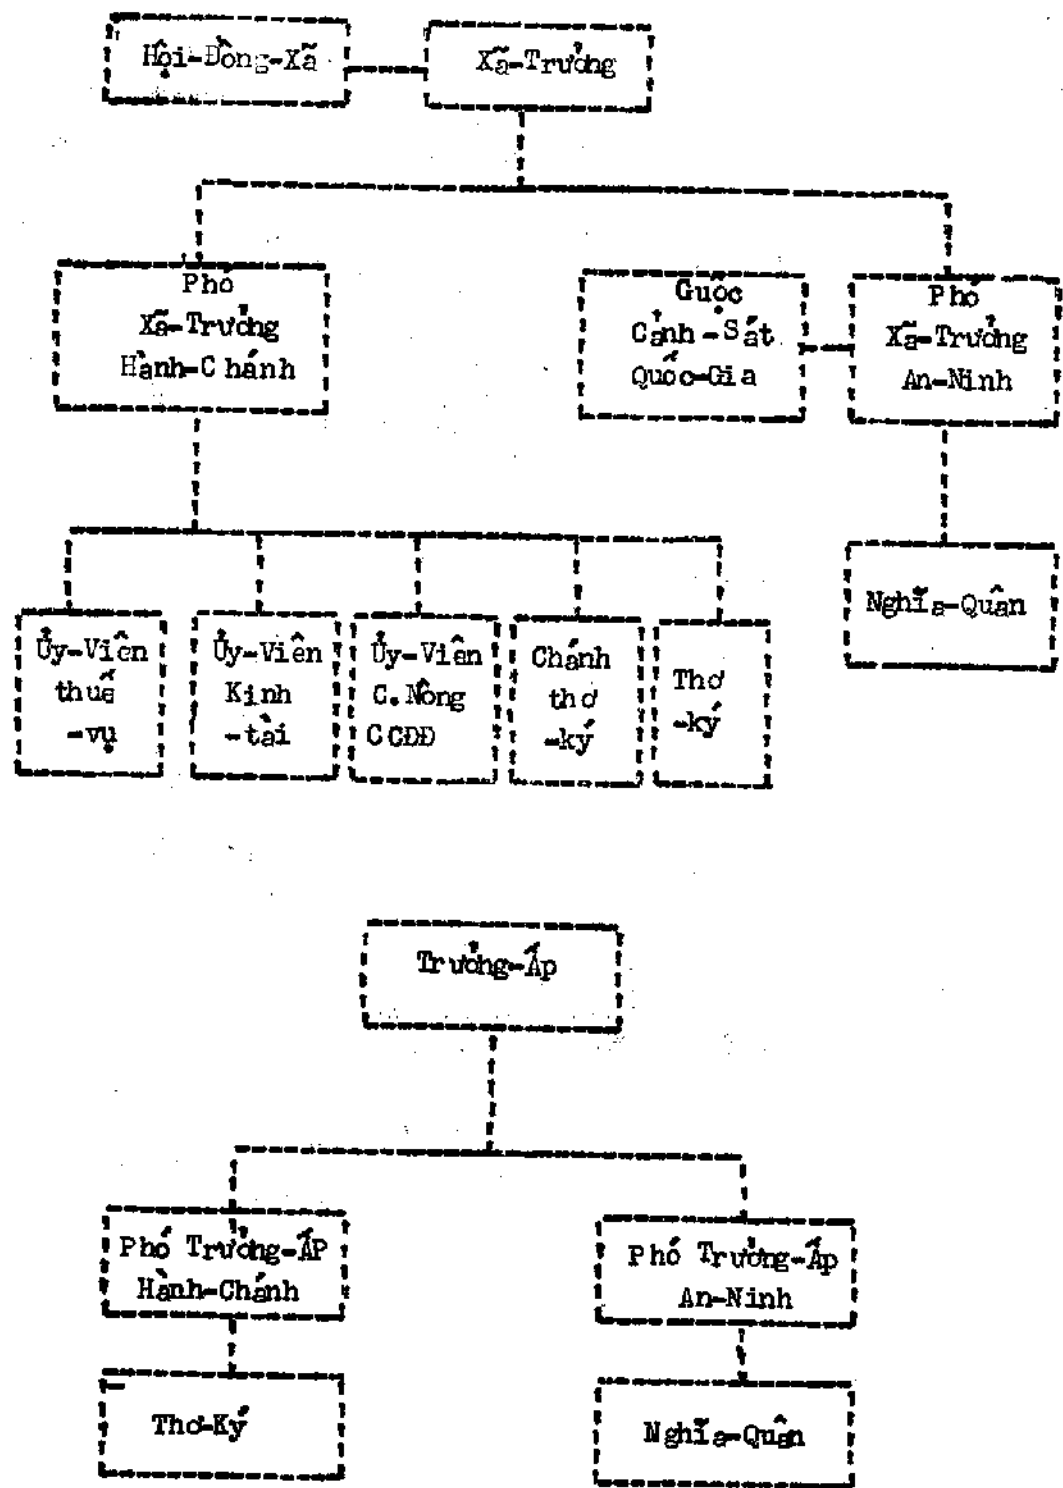 Hội-Đồng-Xã
Xã-Trưởng
Phó
Xã-Trưởng
Hành-Chánh
Guộc
Cảnh-Sát
Quốc-Gia
Phó
Xã-Trưởng
An-Ninh
Nghĩa-Quân
Ủy-Viên
thuế
-vụ
Ủy-Viên
Kinh
-tài
Ủy-Viên
C.Nông
CCĐĐ
Chánh
thơ
-ký
Thơ
-ký
Trưởng-Ấp
Phó Trưởng-ẤP
Hành-Chánh
Phó Trưởng-Ấp
An-Ninh
Thơ-Ký
Nghĩa-Quân